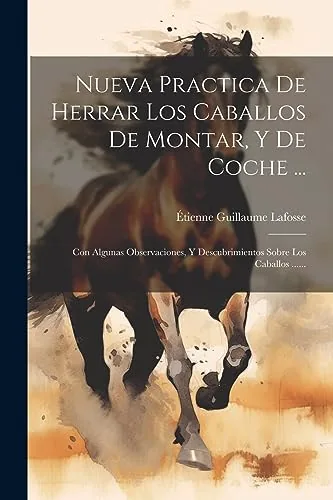 Nueva Practica De
Herrar Los Caballos
De Montar, Y De
Coche ...
Étienne Guillaume Lafosse
Con Algunas Observaciones, Y Descubrimientos Sobre Los
Caballos ......